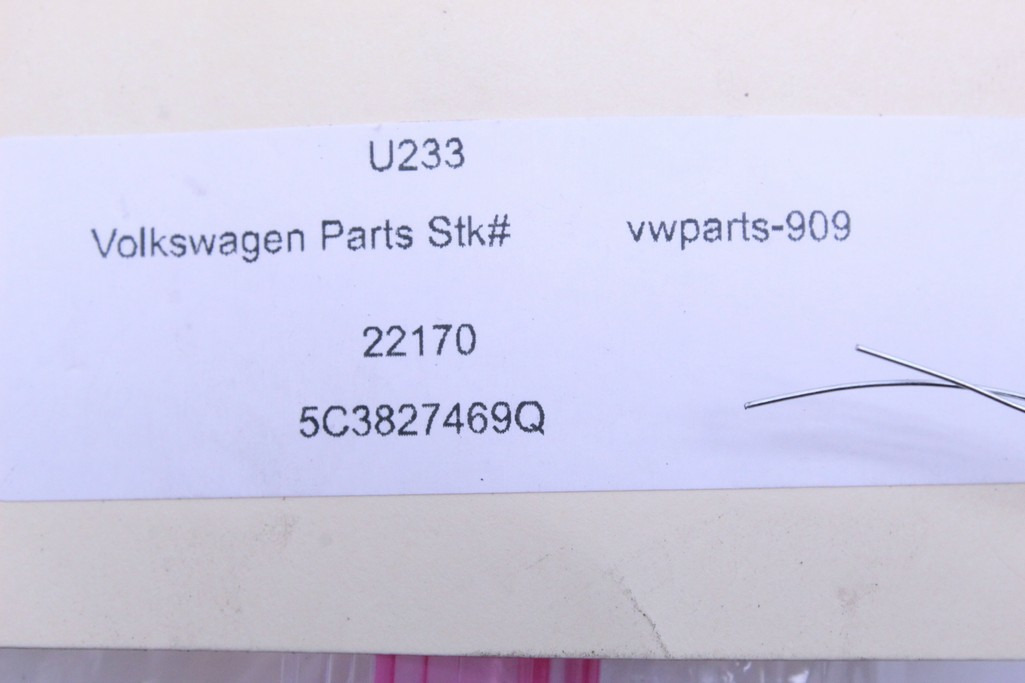 U233
Volkswagen Parts Stk# vwparts-909
22170
5C3827469Q